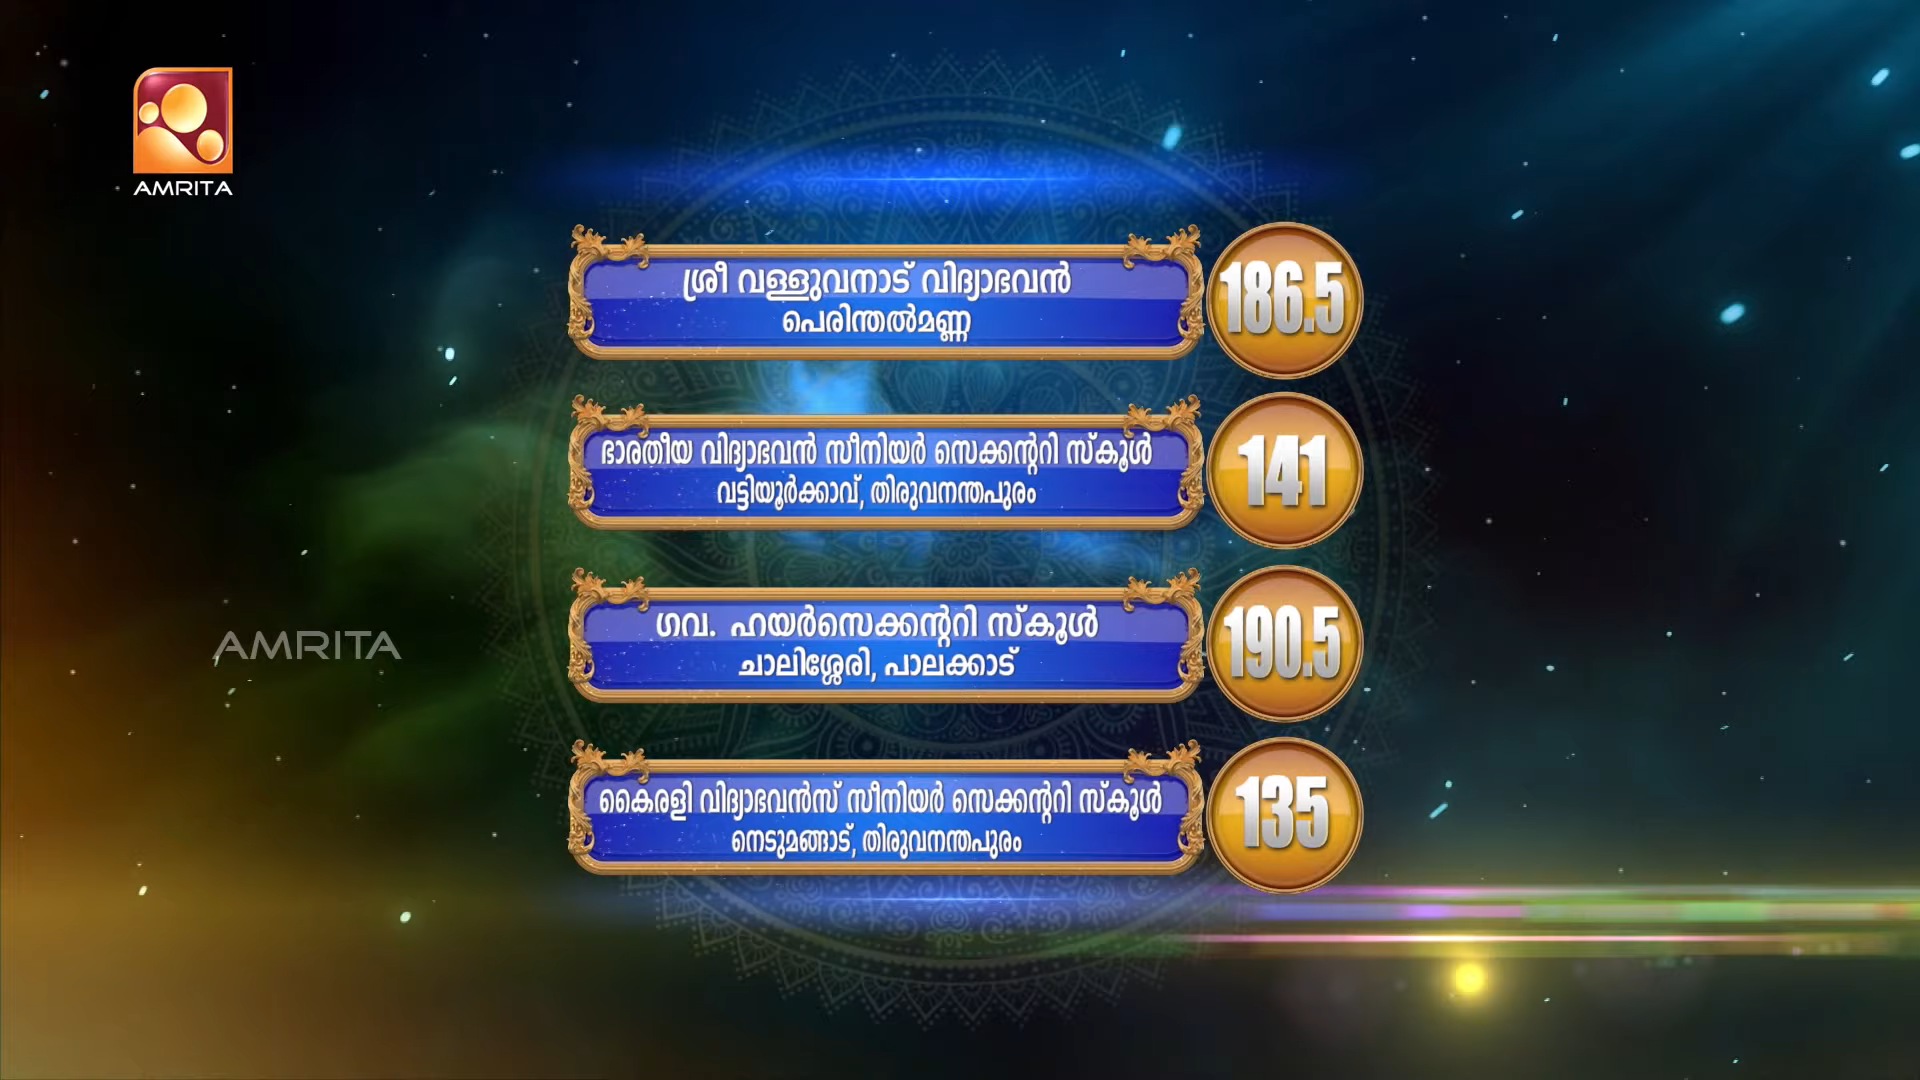 AMRITA
ശ്രീ വള്ളുവനാട് വിദ്യാഭവൻ
പെരിന്തൽമണ്ണ
186.5
ഭാരതീയ വിദ്യാഭവൻ സീനിയർ സെക്കന്ററി സ്കൂൾ
വട്ടിയൂർക്കാവ്, തിരുവനന്തപുരം
141
ഗവ. ഹയർസെക്കന്ററി സ്കൂൾ
ചാലിശ്ശേരി, പാലക്കാട്
190.5
AMRITA
കൈരളി വിദ്യാഭവൻസ് സീനിയർ സെക്കന്ററി സ്കൂൾ
നെടുമങ്ങാട്, തിരുവനന്തപുരം
135